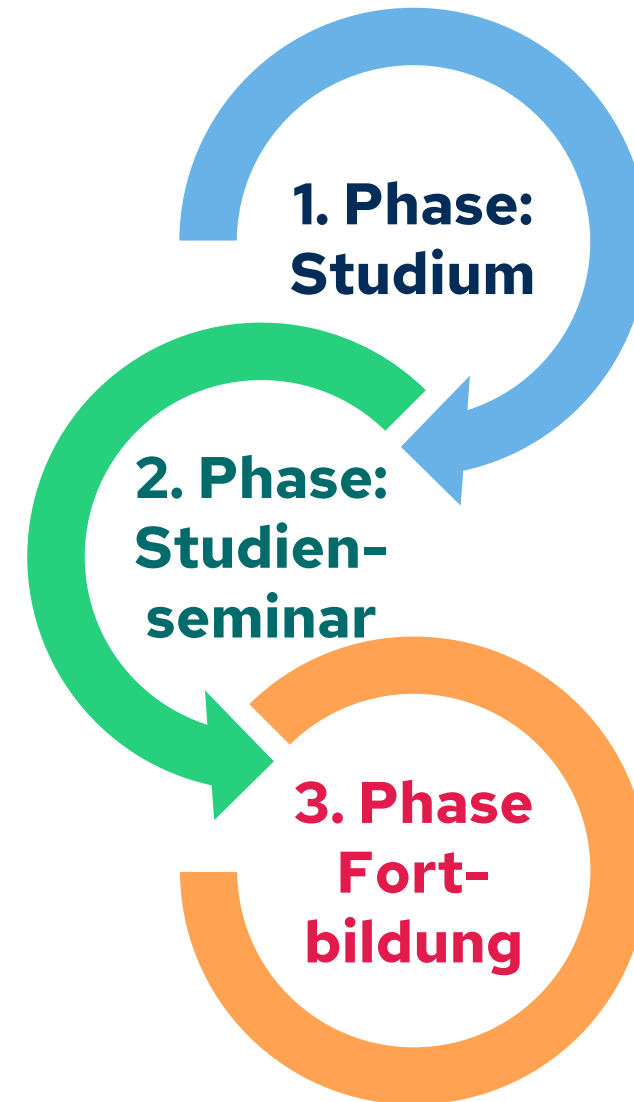 1. Phase:
Studium
2. Phase:
Studien-
seminar
3. Phase
Fort-
bildung